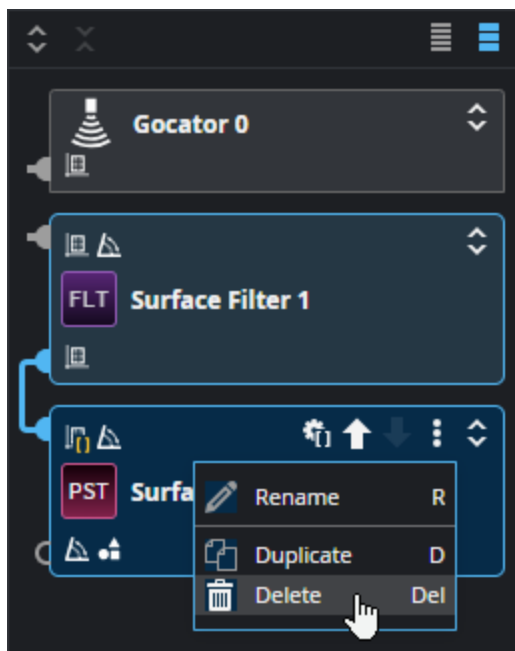 Gocator 0
FLT Surface Filter 1
PST Surfa
Rename R
Duplicate D
Delete Del